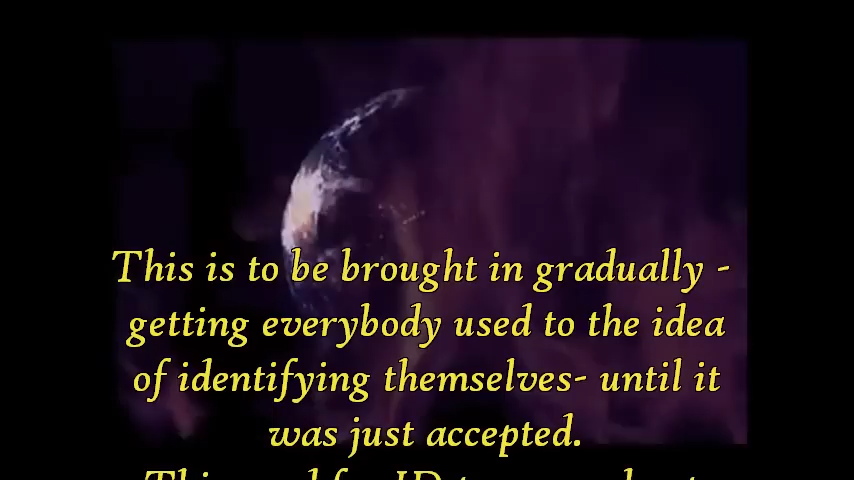 This is to be brought in gradually -
getting everybody used to the idea
of identifying themselves- until it
was just accepted.